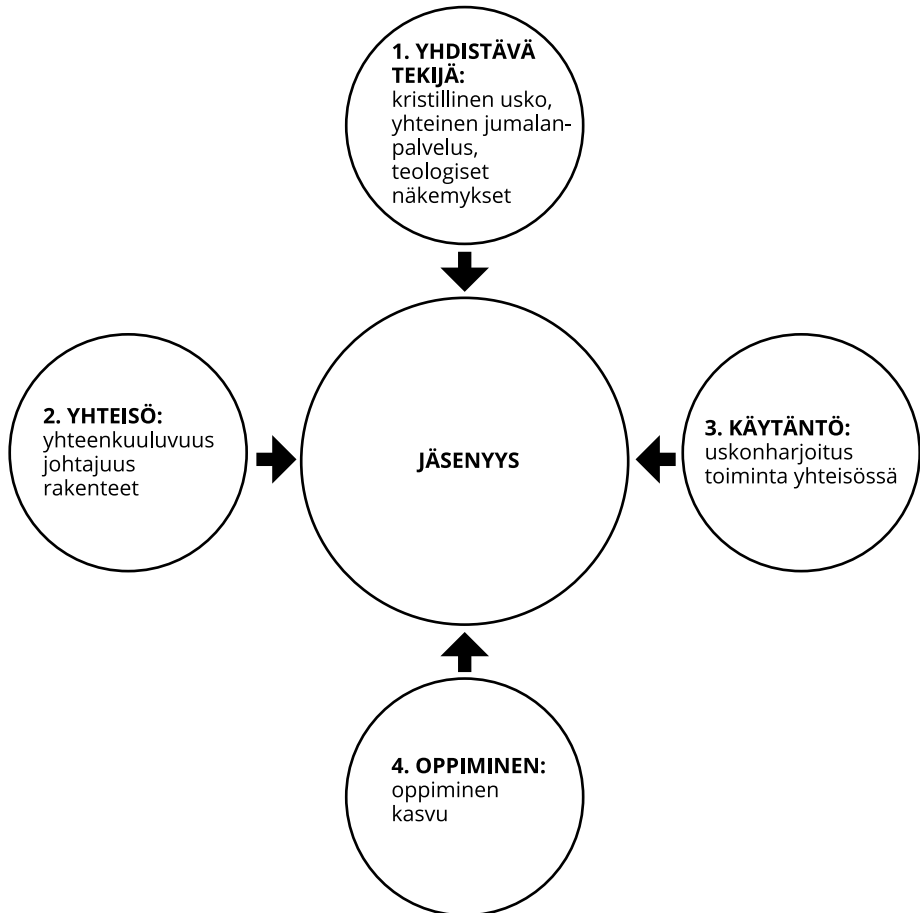 1. YHDISTÄVÄ
TEKIJÄ:
kristillinen usko,
yhteinen jumalan-
palvelus,
teologiset
näkemykset
2. YHTEISÖ:
yhteenkuuluvuus
johtajuus
rakenteet
JÄSENYYS
3. KÄYTÄNTÖ:
uskonharjoitus
toiminta yhteisössä
4. OPPIMINEN:
oppiminen
kasvu